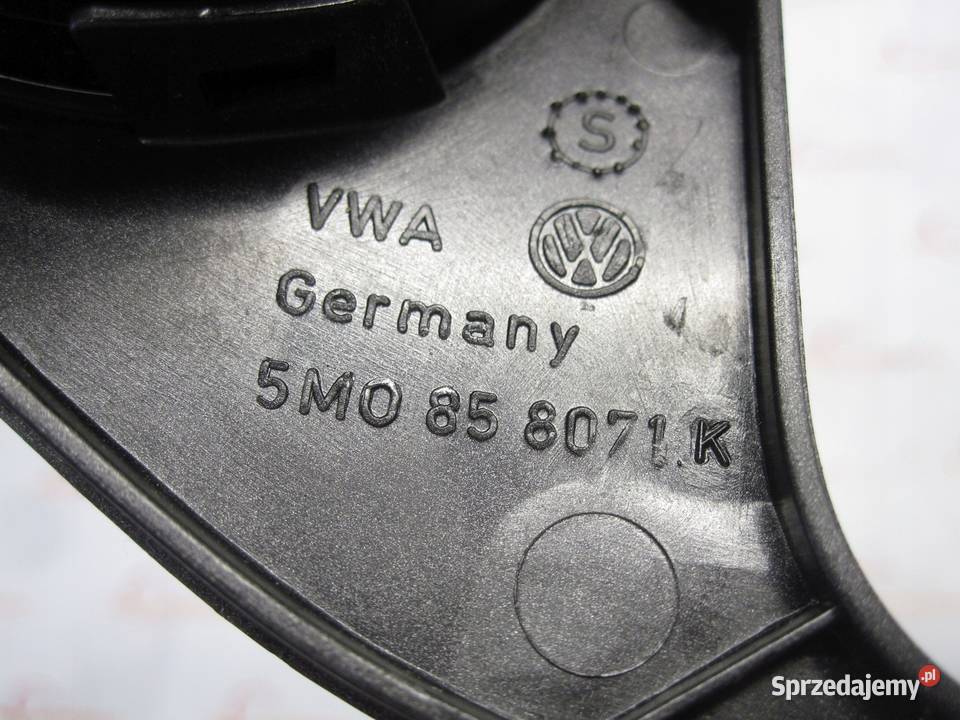 S
VWA
Germany
5M0 85 8071.K
Sprzedajemy.pl